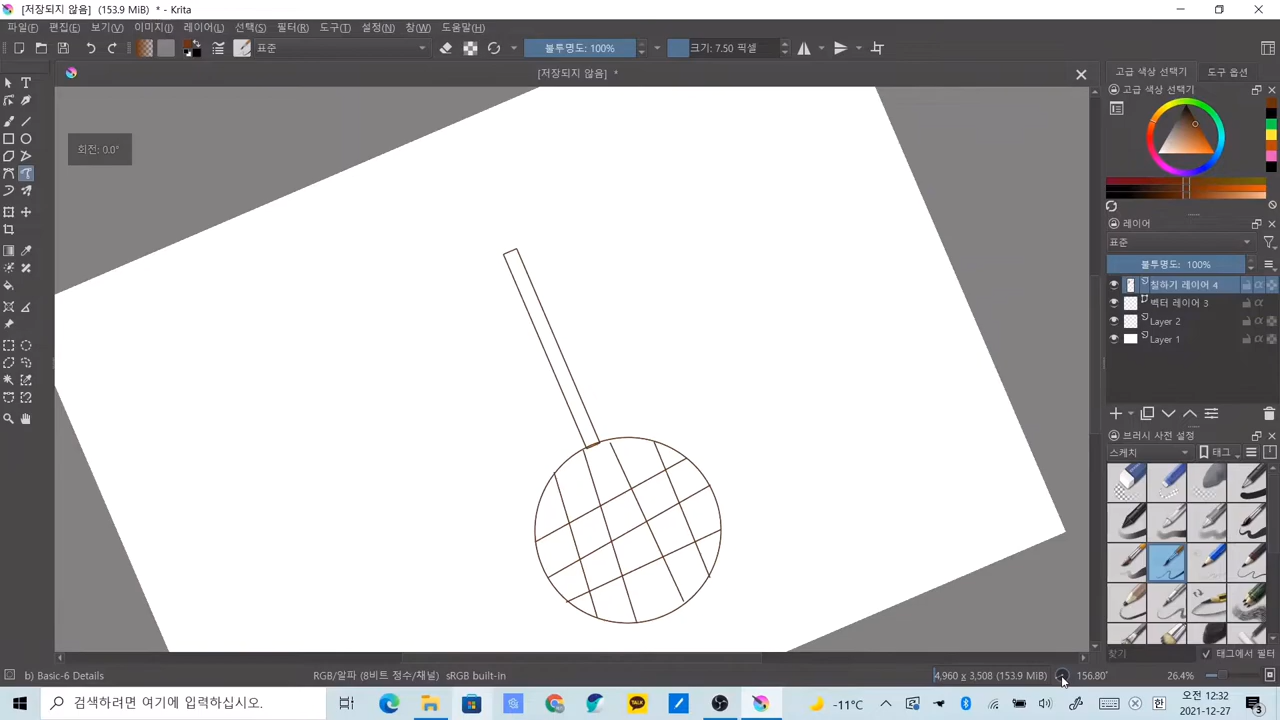 [저장되지 않음] (153.9 MiB) * - Krita
파일(F) 편집(E) 보기(V) 이미지(I) 레이어(L) 선택(S) 필터(R) 도구(T) 설정(N) 창(W) 도움말(H)
표준 불투명도: 100% 크기: 7.50 픽셀
[저장되지 않음] *
고급 색상 선택기 도구 옵션
고급 색상 선택기
회전: 0.0°
레이어
표준
불투명도: 100%
칠하기 레이어 4
벡터 레이어 3
Layer 2
Layer 1
브러시 사전 설정
스케치 태그
찾기 태그에서 필터
b) Basic-6 Details RGB/알파 (8비트 정수/채널) sRGB built-in 4,960 x 3,508 (153.9 MiB) 156.80° 26.4%
검색하려면 여기에 입력하십시오. TALK -11°C 가 漢 오전 12:32
2021-12-27 3